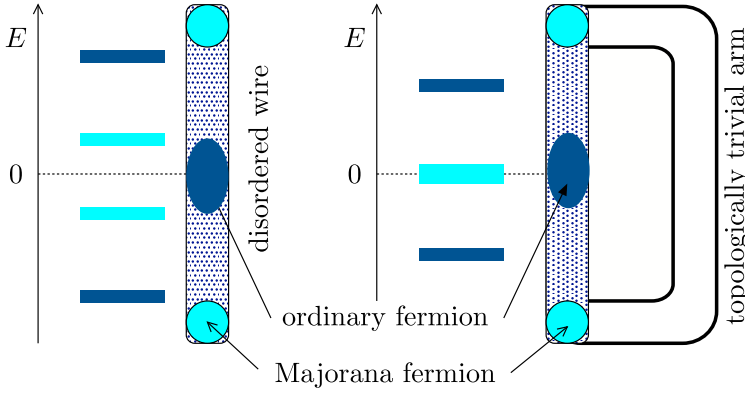 E
0
disordered wire
E
0
topologically trivial arm
ordinary fermion
Majorana fermion